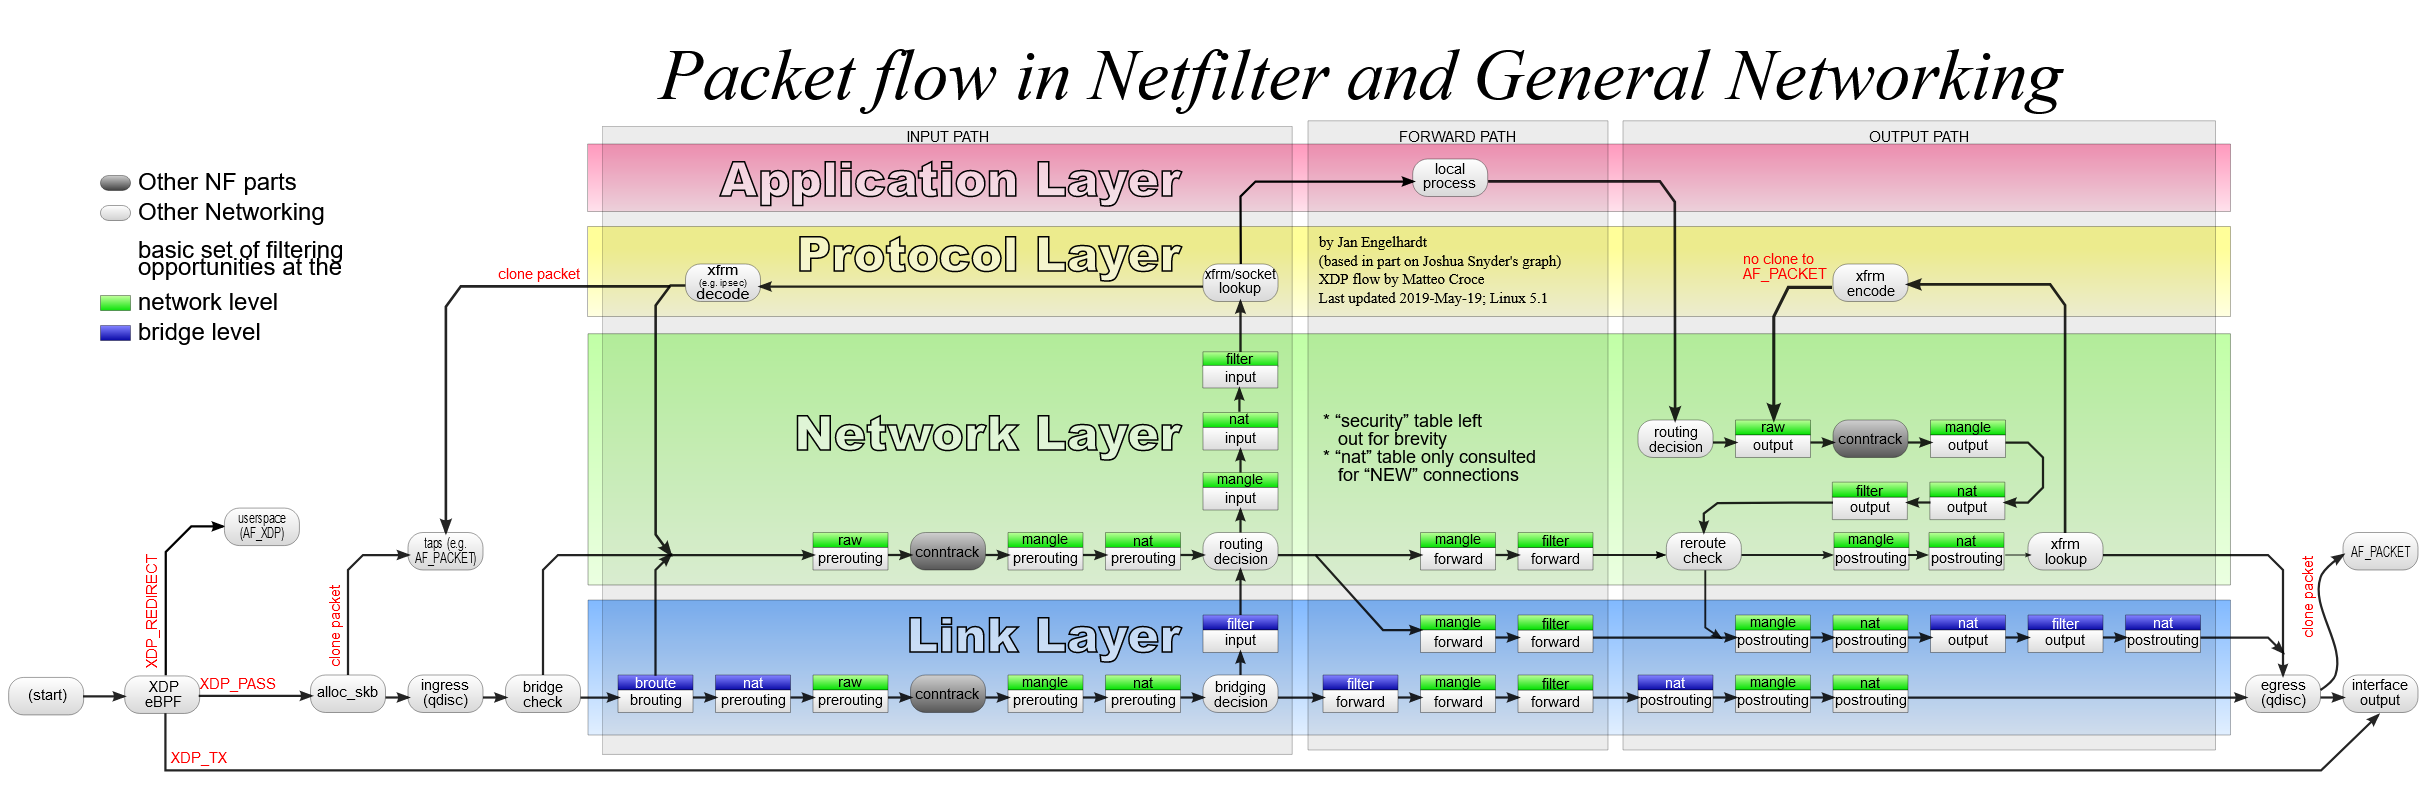 Packet flow in Netfilter and General Networking
INPUT PATH
FORWARD PATH
OUTPUT PATH
Other NF parts
Other Networking
basic set of filtering
opportunities at the
network level
bridge level
Application Layer
local
process
Protocol Layer
by Jan Engelhardt
(based in part on Joshua Snyder's graph)
XDP flow by Matteo Croce
Last updated 2019-May-19; Linux 5.1
clone packet
xfrm
(e.g. ipsec)
decode
xfrm/socket
lookup
no clone to
AF_PACKET
xfrm
encode
Network Layer
filter
input
nat
input
mangle
input
* “security” table left
out for brevity
* “nat” table only consulted
for “NEW” connections
routing
decision
raw
output
conntrack
mangle
output
filter
output
nat
output
userspace
(AF_XDP)
taps (e.g.
AF_PACKET)
raw
prerouting
conntrack
mangle
prerouting
nat
prerouting
routing
decision
mangle
forward
filter
forward
reroute
check
mangle
postrouting
nat
postrouting
xfrm
lookup
AF_PACKET
XDP_REDIRECT
clone packet
clone packet
Link Layer
filter
input
mangle
forward
filter
forward
mangle
postrouting
nat
postrouting
nat
output
filter
output
nat
postrouting
(start)
XDP
eBPF
XDP_PASS
alloc_skb
ingress
(qdisc)
bridge
check
broute
brouting
nat
prerouting
raw
prerouting
conntrack
mangle
prerouting
nat
prerouting
bridging
decision
filter
forward
mangle
forward
filter
forward
nat
postrouting
mangle
postrouting
nat
postrouting
egress
(qdisc)
interface
output
XDP_TX